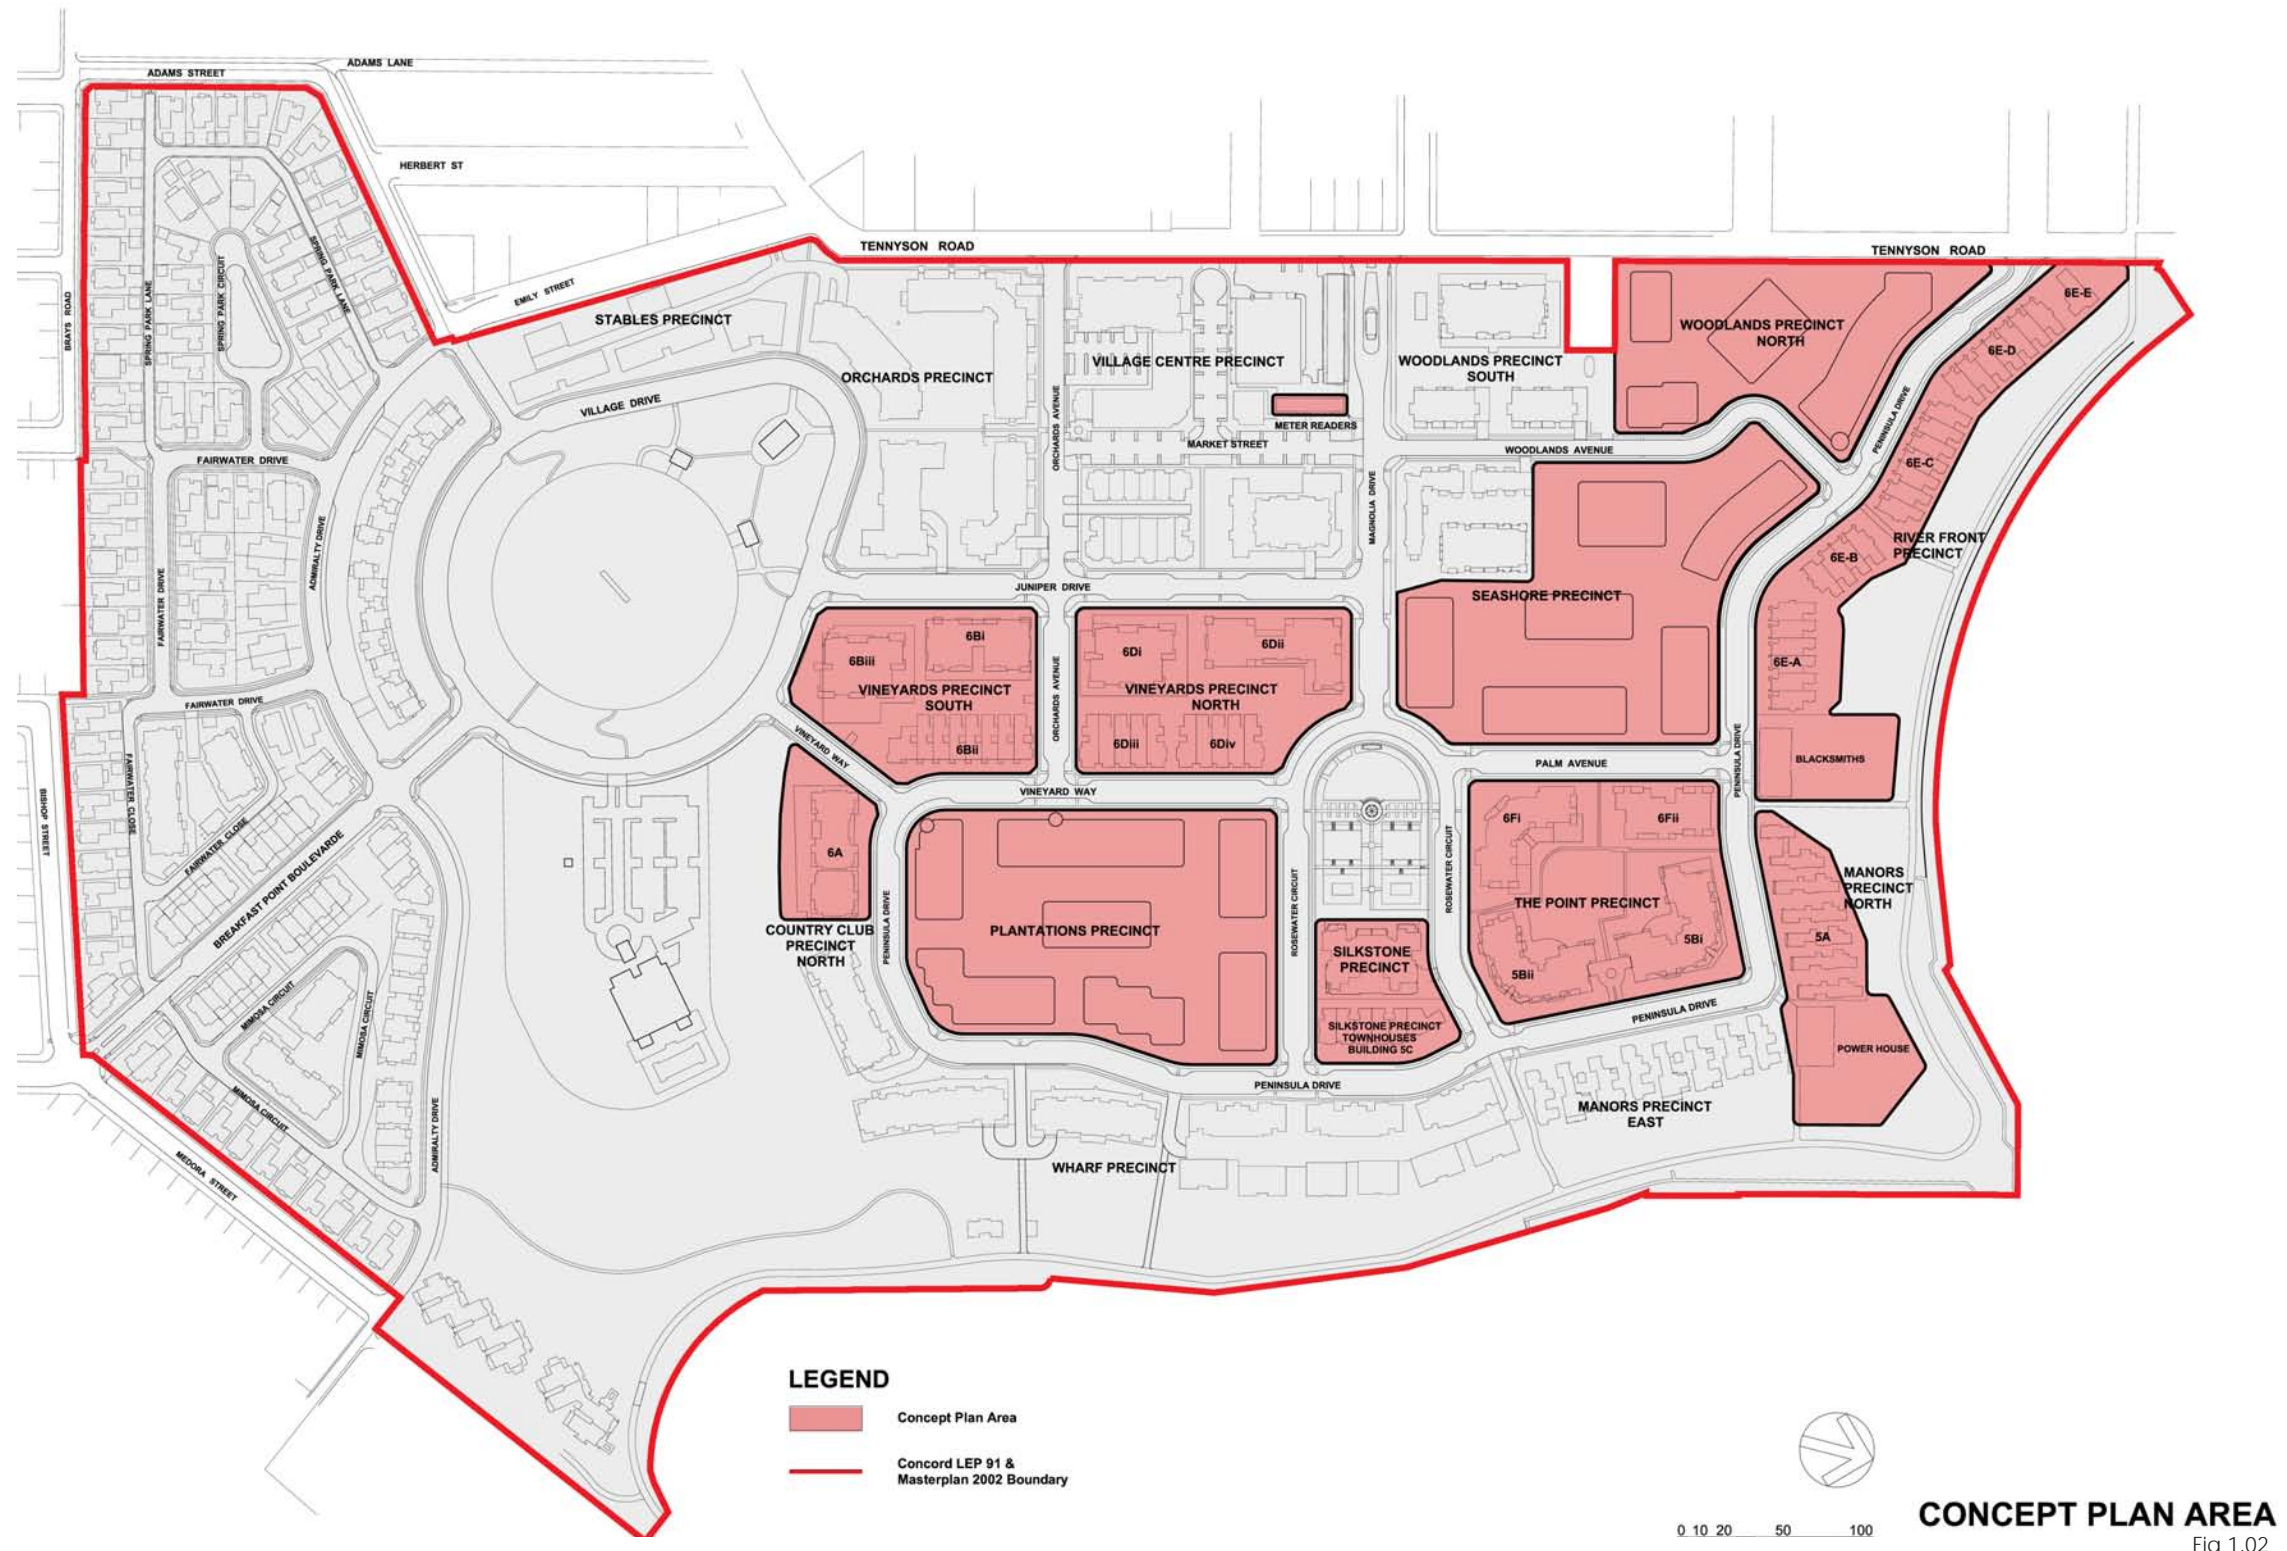 ADAMS STREET
ADAMS LANE
HERBERT ST
BRAYS ROAD
SPRING PARK LANE
SPRING PARK CIRCUIT
SPRING PARK LANE
EMILY STREET
TENNYSON ROAD
TENNYSON ROAD
STABLES PRECINCT
ORCHARDS PRECINCT
VILLAGE DRIVE
VILLAGE CENTRE PRECINCT
ORCHARDS AVENUE
METER READERS
MARKET STREET
WOODLANDS PRECINCT
SOUTH
WOODLANDS PRECINCT
NORTH
WOODLANDS AVENUE
MAGNOLIA DRIVE
PENINSULA DRIVE
6E-E
6E-D
6E-C
6E-B
6E-A
RIVER FRONT
PRECINCT
FAIRWATER DRIVE
ADMIRALTY DRIVE
FAIRWATER DRIVE
FAIRWATER DRIVE
JUNIPER DRIVE
SEASHORE PRECINCT
6Biii
6Bi
VINEYARDS PRECINCT
SOUTH
6Bii
ORCHARDS AVENUE
6Di
6Dii
VINEYARDS PRECINCT
NORTH
6Diii
6Div
VINEYARD WAY
VINEYARD WAY
PALM AVENUE
PENINSULA DRIVE
BLACKSMITHS
BISHOP STREET
FAIRWATER CLOSE
FAIRWATER CLOSE
BREAKFAST POINT BOULEVARDE
6A
COUNTRY CLUB
PRECINCT
NORTH
PENINSULA DRIVE
PLANTATIONS PRECINCT
ROSEWATER CIRCUIT
ROSEWATER CIRCUIT
SILKSTONE
PRECINCT
SILKSTONE PRECINCT
TOWNHOUSES
BUILDING 5C
6Fi
6Fii
THE POINT PRECINCT
5Bi
5Bii
PENINSULA DRIVE
MANORS
PRECINCT
NORTH
5A
POWER HOUSE
MIMOSA CIRCUIT
MIMOSA CIRCUIT
MIMOSA CIRCUIT
ADMIRALTY DRIVE
MEDORA STREET
PENINSULA DRIVE
MANORS PRECINCT
EAST
WHARF PRECINCT
LEGEND
Concept Plan Area
Concord LEP 91 &
Masterplan 2002 Boundary
0 10 20 50 100
CONCEPT PLAN AREA
Fig 1.02